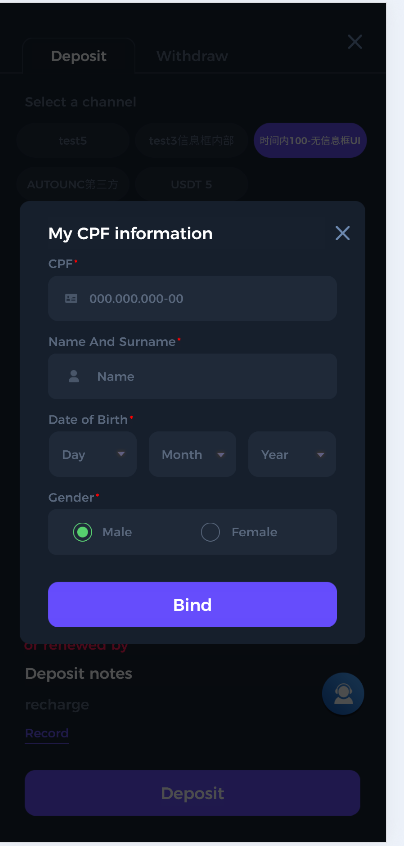 Deposit
Withdraw
Select a channel
test5
test3信息框内部
时间内100-无信息框UI
AUTOUNC第三方
USDT 5
My CPF information
CPF*
000.000.000-00
Name And Surname*
Name
Date of Birth*
Day
Month
Year
Gender*
Male
Female
Bind
or renewed by
Deposit notes
recharge
Record
Deposit